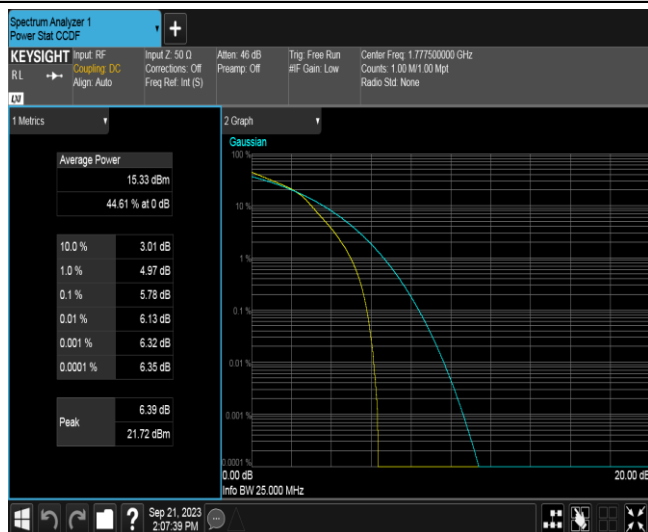 Spectrum Analyzer 1
Power Stat CCDF
KEYSIGHT
RL
LXI
Input: RF
Coupling: DC
Align: Auto
Input Z: 50 Ω
Corrections: Off
Freq Ref: Int (S)
Atten: 46 dB
Preamp: Off
Trig: Free Run
#IF Gain: Low
Center Freq: 1.777500000 GHz
Counts: 1.00 M/1.00 Mpt
Radio Std: None
1 Metrics
Average Power
15.33 dBm
44.61 % at 0 dB
10.0 % 3.01 dB
1.0 % 4.97 dB
0.1 % 5.78 dB
0.01 % 6.13 dB
0.001 % 6.32 dB
0.0001 % 6.35 dB
Peak
6.39 dB
21.72 dBm
2 Graph
Gaussian
100 %
10 %
1 %
0.1 %
0.01 %
0.001 %
0.0001 %
0.00 dB 20.00 dB
Info BW 25.000 MHz
?
Sep 21, 2023
2:07:39 PM